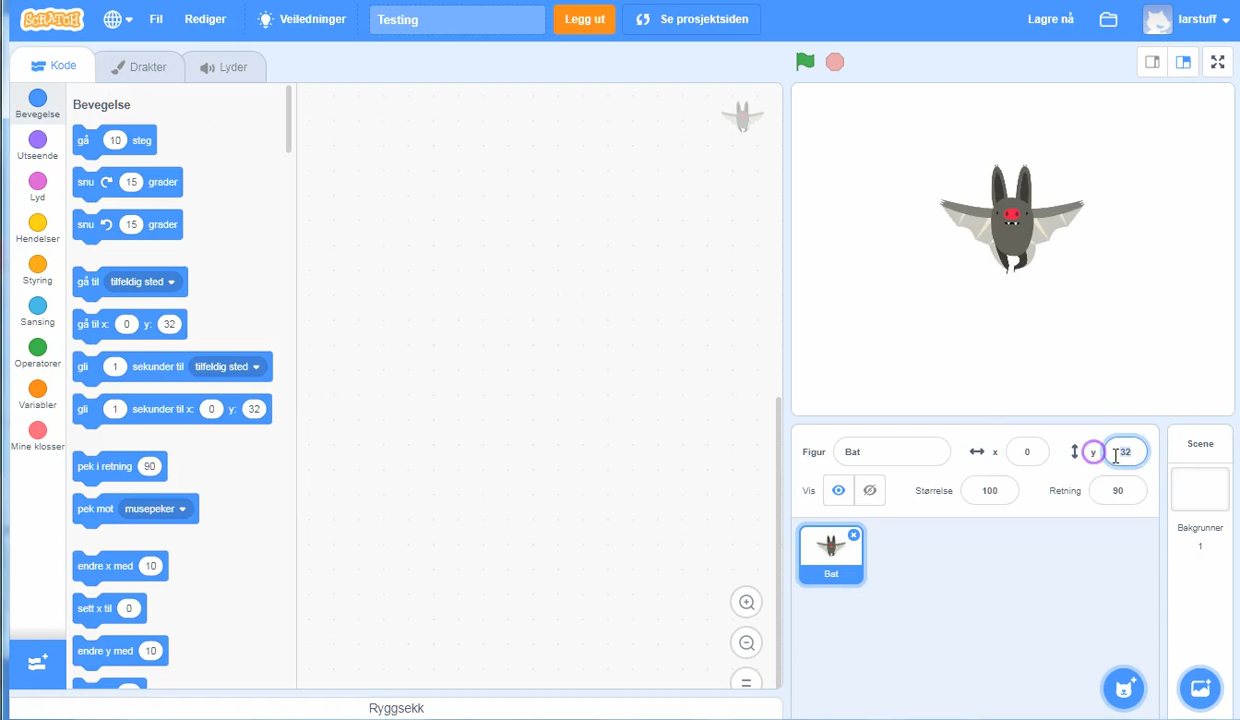 SCRATCH Fil Rediger Veiledninger Testing Legg ut Se prosjektsiden Lagre nå larstuff
Kode Drakter Lyder
Bevegelse
Utseende
Lyd
Hendelser
Styring
Sansing
Operatorer
Variabler
Mine klosser
Bevegelse
gå 10 steg
snu 15 grader
snu 15 grader
gå til tilfeldig sted
gå til x: 0 y: 32
gli 1 sekunder til tilfeldig sted
gli 1 sekunder til x: 0 y: 32
pek i retning 90
pek mot musepeker
endre x med 10
sett x til 0
endre y med 10
Figur Bat x 0 y 32
Vis Størrelse 100 Retning 90
Bat
Scene
Bakgrunner
1
Ryggsekk